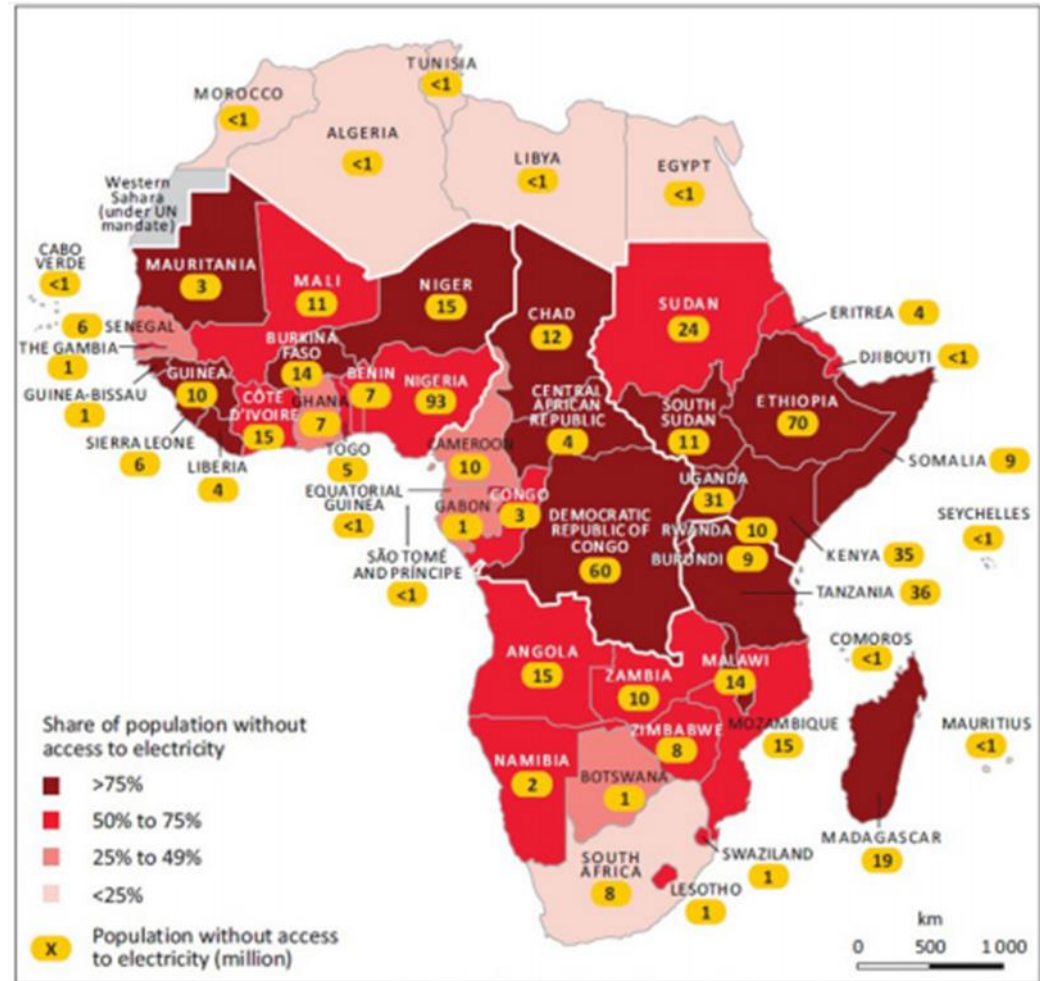 TUNISIA
<1
MOROCCO
<1
ALGERIA
<1
LIBYA
<1
EGYPT
<1
Western
Sahara
(under UN
mandate)
CABO
VERDE
<1
MAURITANIA
3
MALI
11
NIGER
15
CHAD
12
SUDAN
24
ERITREA 4
DJIBOUTI <1
6 SENEGAL
THE GAMBIA
1
GUINEA-BISSAU
1
GUINEA
10
SIERRA LEONE
6
LIBERIA
4
BURKINA
FASO
14
CÔTE
D'IVOIRE
15
GHANA
7
TOGO
5
BENIN
7
NIGERIA
93
CAMEROON
10
EQUATORIAL
GUINEA
<1
SÃO TOMÉ
AND PRÍNCIPE
<1
GABON
1
CONGO
3
CENTRAL
AFRICAN
REPUBLIC
4
SOUTH
SUDAN
11
ETHIOPIA
70
SOMALIA 9
UGANDA
31
RWANDA 10
BURUNDI 9
DEMOCRATIC
REPUBLIC OF
CONGO
60
KENYA 35
TANZANIA 36
SEYCHELLES
<1
COMOROS
<1
ANGOLA
15
ZAMBIA
10
MALAWI
14
MOZAMBIQUE
15
ZIMBABWE
8
NAMIBIA
2
BOTSWANA
1
MAURITIUS
<1
MADAGASCAR
19
SOUTH
AFRICA
8
SWAZILAND
1
LESOTHO
1
Share of population without
access to electricity
>75%
50% to 75%
25% to 49%
<25%
X Population without access
to electricity (million)
km
0 500 1 000